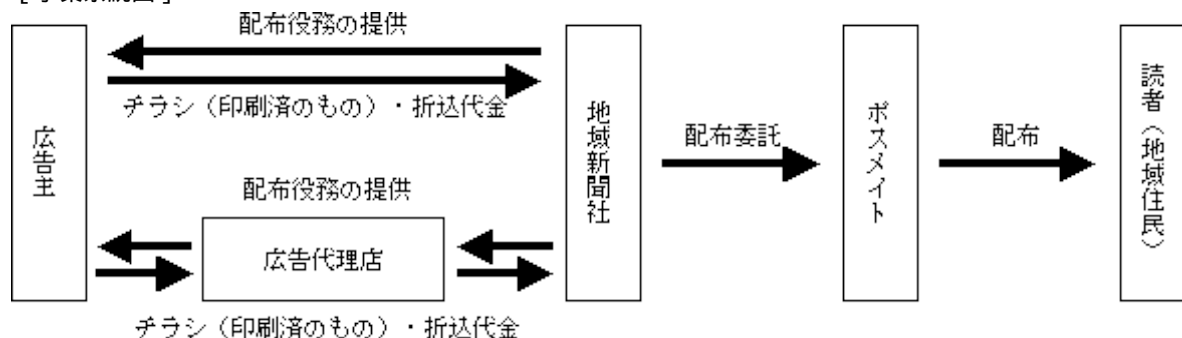 配布役務の提供
チラシ（印刷済のもの）・折込代金
広告主
地域新聞社
配布委託
ポスメイト
配布
読者（地域住民）
配布役務の提供
広告代理店
チラシ（印刷済のもの）・折込代金